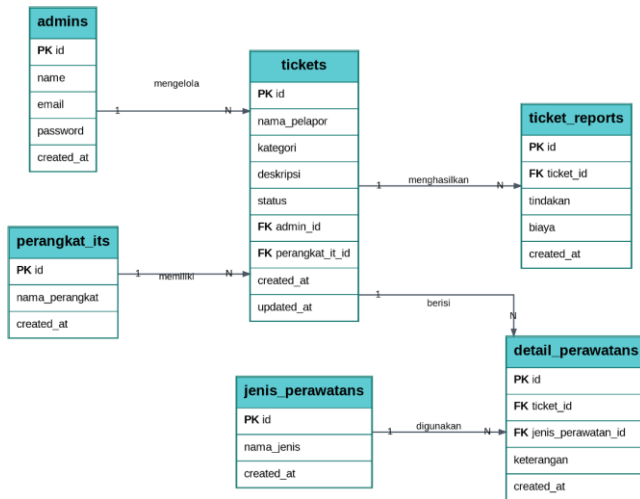 admins
PK id
name
email
password
created_at
mengelola
1
N
tickets
PK id
nama_pelapor
kategori
deskripsi
status
FK admin_id
FK perangkat_it_id
created_at
updated_at
ticket_reports
PK id
FK ticket_id
tindakan
biaya
created_at
1
menghasilkan
N
perangkat_its
PK id
nama_perangkat
created_at
1
memiliki
N
1
berisi
N
detail_perawatans
PK id
FK ticket_id
FK jenis_perawatan_id
keterangan
created_at
jenis_perawatans
PK id
nama_jenis
created_at
1
digunakan
N